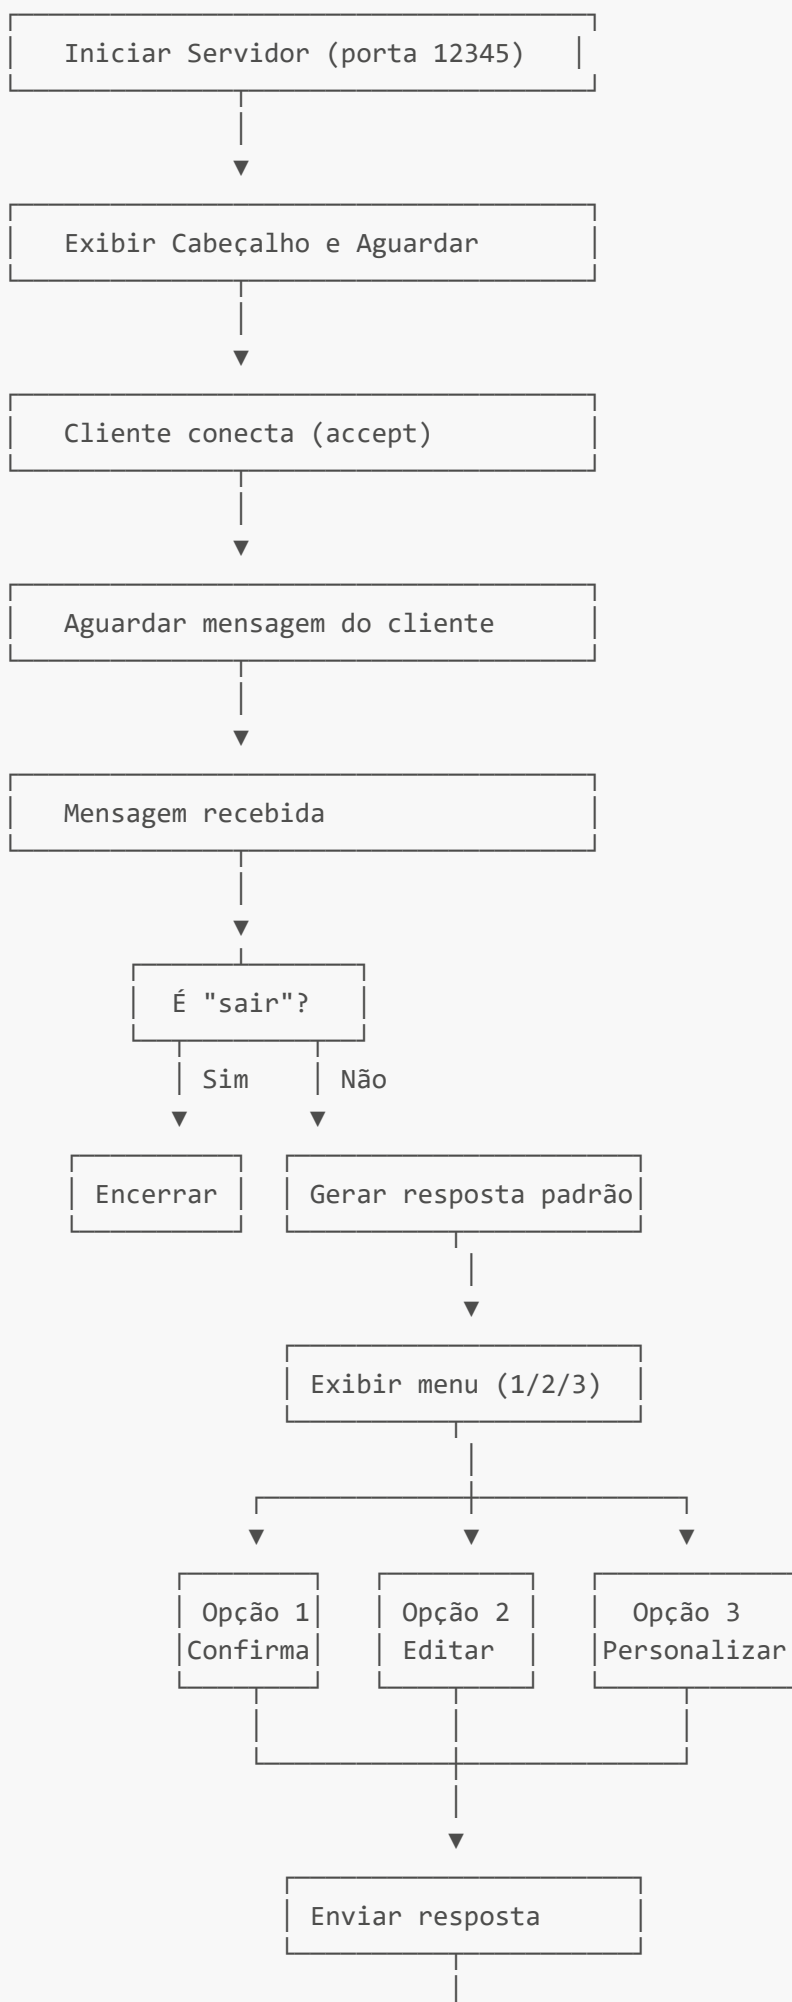 Iniciar Servidor (porta 12345)
Exibir Cabeçalho e Aguardar
Cliente conecta (accept)
Aguardar mensagem do cliente
Mensagem recebida
É "sair"?
Sim Não
Encerrar Gerar resposta padrão
Exibir menu (1/2/3)
Opção 1 Opção 2 Opção 3
Confirma Editar Personalizar
Enviar resposta